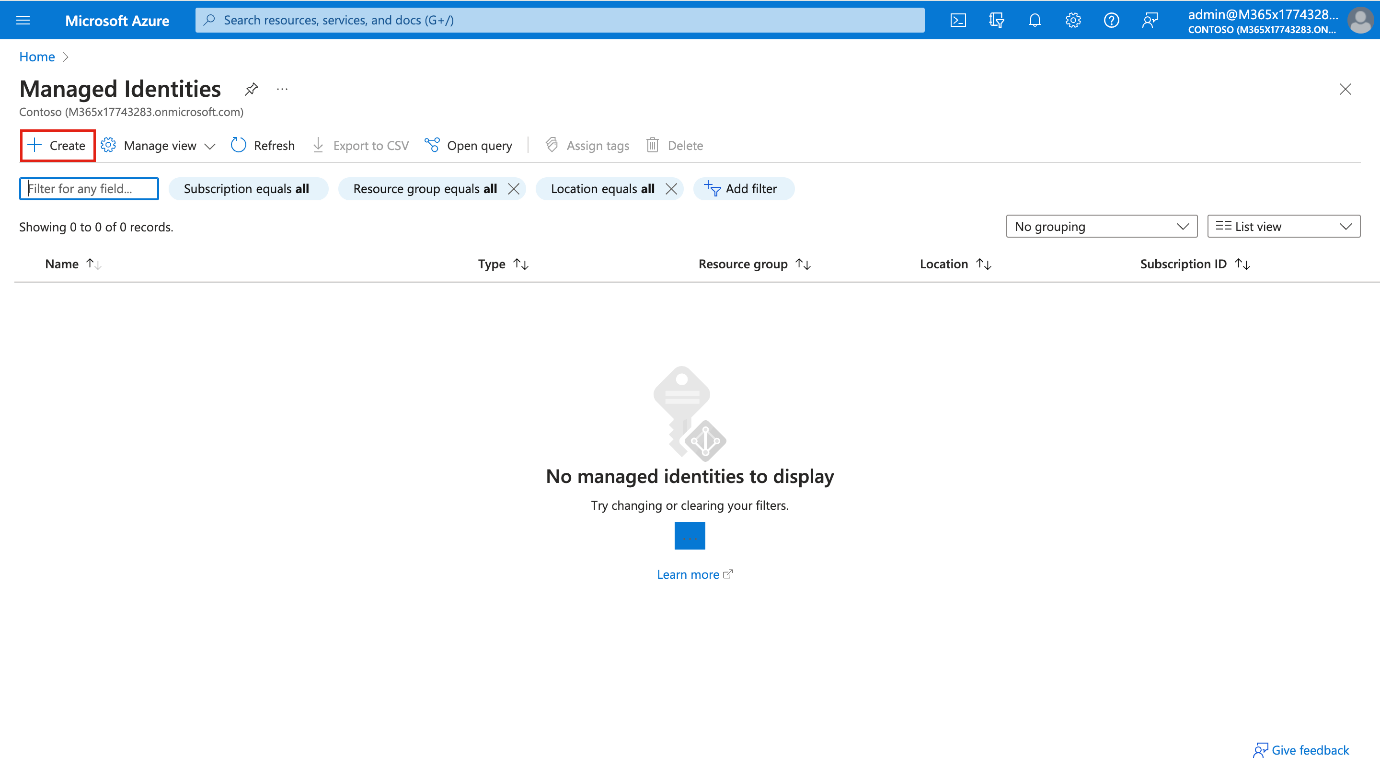 Microsoft Azure
Search resources, services, and docs (G+/)
admin@M365x1774328...
CONTOSO (M365X17743283.ON...
Home
Managed Identities
...
Contoso (M365x17743283.onmicrosoft.com)
Create
Manage view
Refresh
Export to CSV
Open query
Assign tags
Delete
Filter for any field...
Subscription equals all
Resource group equals all
Location equals all
Add filter
Showing 0 to 0 of 0 records.
No grouping
List view
Name
Type
Resource group
Location
Subscription ID
No managed identities to display
Try changing or clearing your filters.
Learn more
Give feedback